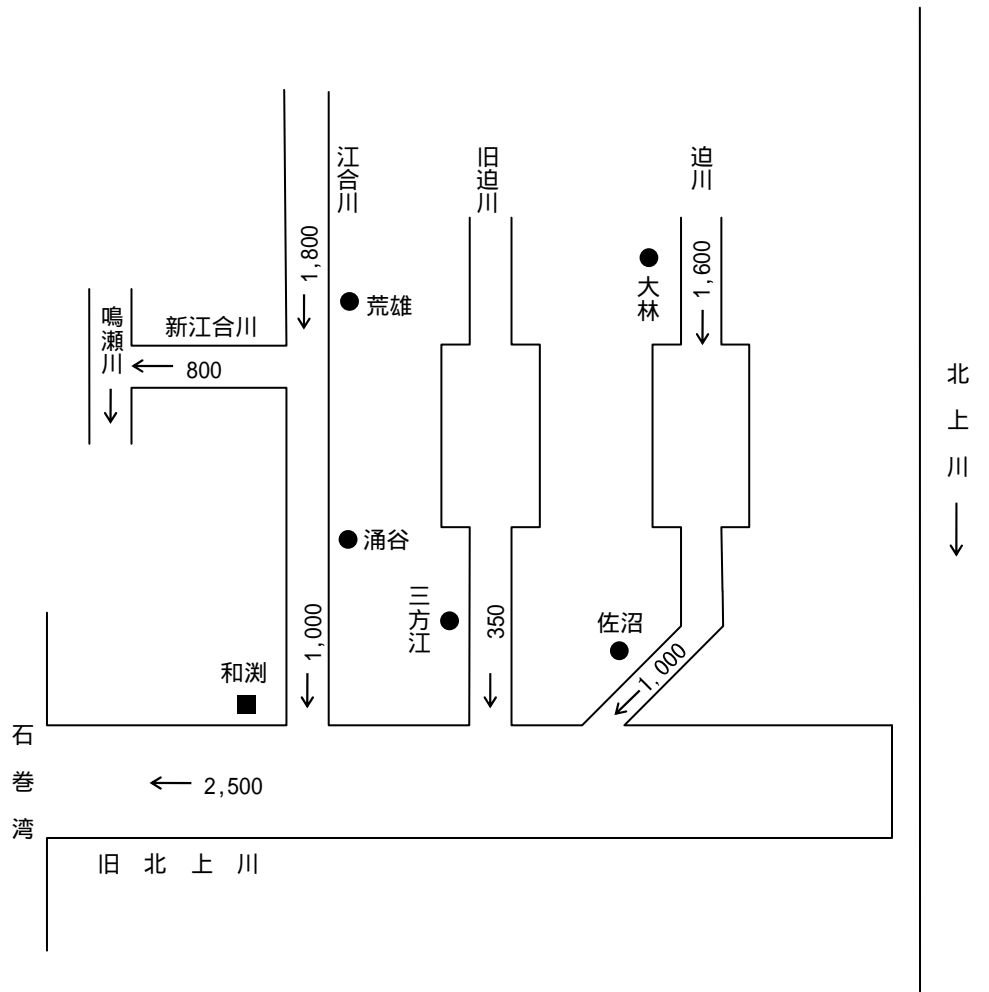 江合川
旧迫川
迫川
1,800
1,600
荒雄
大林
鳴瀬川
新江合川
800
北上川
涌谷
三方江
350
佐沼
1,000
1,000
和渕
石巻湾
2,500
旧北上川